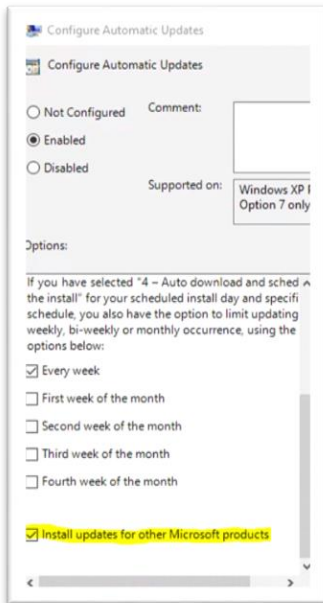 Configure Automatic Updates
Configure Automatic Updates
Not Configured
Comment:
Enabled
Disabled
Supported on:
Windows XP
Option 7 only
Options:
If you have selected "4 – Auto download and sched
the install" for your scheduled install day and specifi
schedule, you also have the option to limit updating
weekly, bi-weekly or monthly occurrence, using the
options below:
Every week
First week of the month
Second week of the month
Third week of the month
Fourth week of the month
Install updates for other Microsoft products